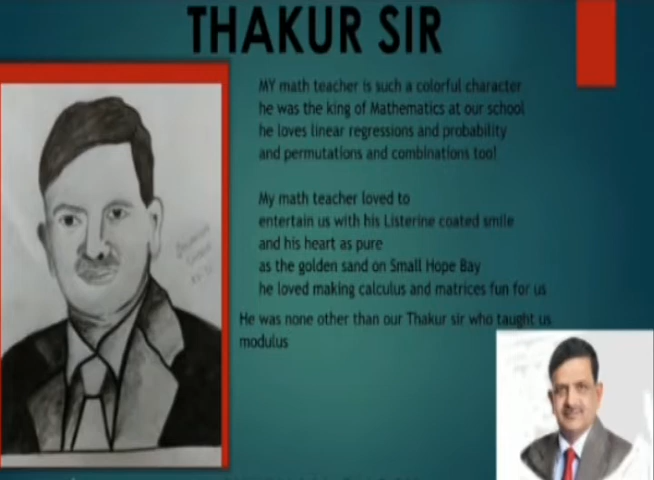 THAKUR SIR
MY math teacher is such a colorful character
he was the king of Mathematics at our school
he loves linear regressions and probability
and permutations and combinations too!
My math teacher loved to
entertain us with his Listerine coated smile
and his heart as pure
as the golden sand on Small Hope Bay
he loved making calculus and matrices fun for us
He was none other than our Thakur sir who taught us
modulus